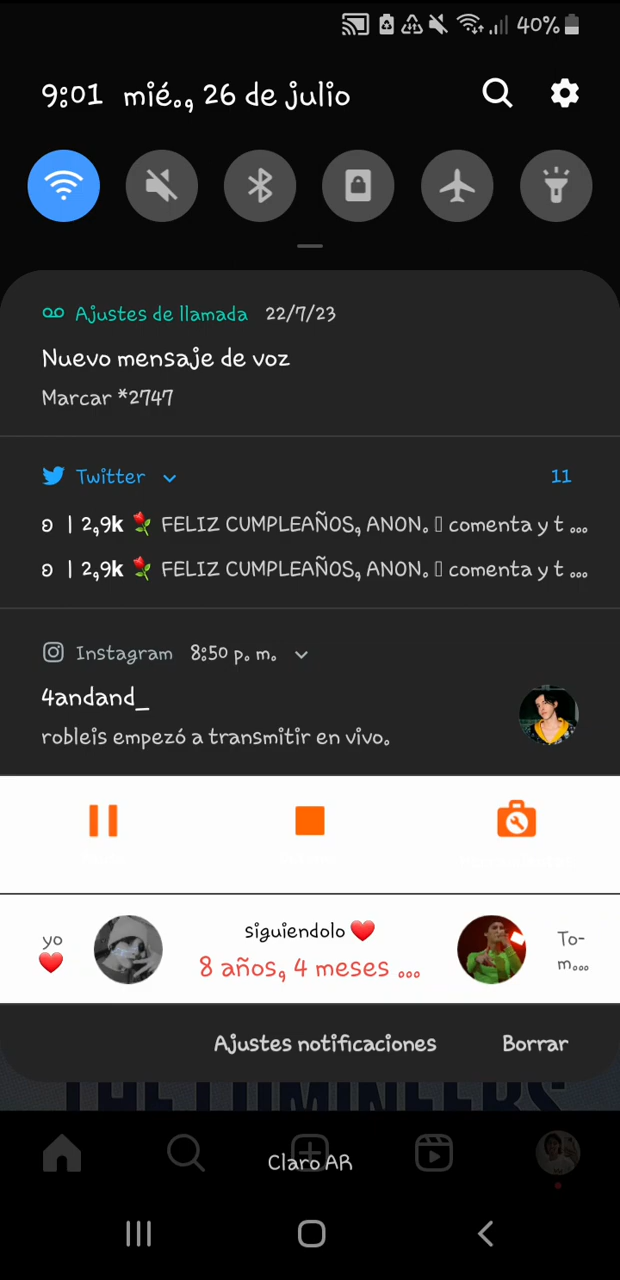 40%
9:01 mié., 26 de julio
Ajustes de llamada 22/7/23
Nuevo mensaje de voz
Marcar *2747
Twitter 11
ʚ | 2,9k 🌹 FELIZ CUMPLEAÑOS, ANON. ▯ comenta y t ...
ʚ | 2,9k 🌹 FELIZ CUMPLEAÑOS, ANON. ▯ comenta y t ...
Instagram 8:50 p. m.
4andand_
robleis empezó a transmitir en vivo.
yo
❤️
siguiendolo ❤️
8 años, 4 meses ...
To-
m...
Ajustes notificaciones Borrar
THE LUMINEERS
Claro AR